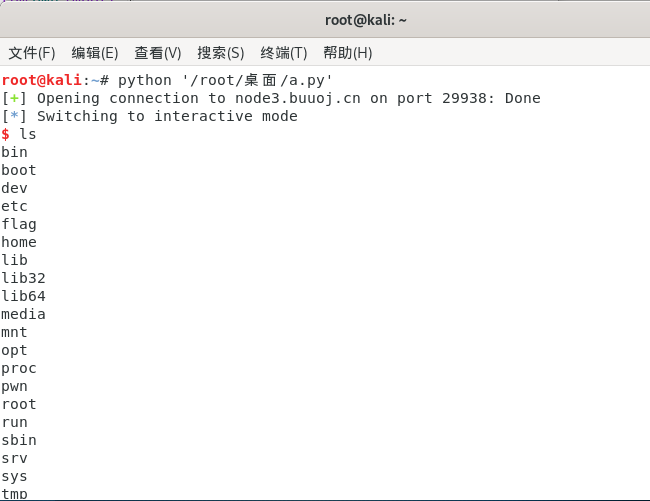 root@kali: ~
文件(F) 编辑(E) 查看(V) 搜索(S) 终端(T) 帮助(H)
root@kali:~# python '/root/桌面/a.py'
[+] Opening connection to node3.buuoj.cn on port 29938: Done
[*] Switching to interactive mode
$ ls
bin
boot
dev
etc
flag
home
lib
lib32
lib64
media
mnt
opt
proc
pwn
root
run
sbin
srv
sys
tmp